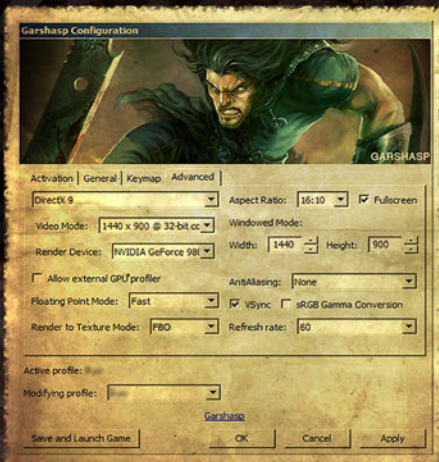 Garshasp Configuration
GARSHASP
Activation General Keymap Advanced
DirectX 9 Aspect Ratio: 16:10 Fullscreen
Video Mode: 1440 x 900 @ 32-bit cc Windowed Mode:
Render Device: NVIDIA GeForce 980 Width: 1440 Height: 900
Allow external GPU profiler AntiAliasing: None
Floating Point Mode: Fast VSync sRGB Gamma Conversion
Render to Texture Mode: FBO Refresh rate: 60
Active profile:
Modifying profile:
Garshasp
Save and Launch Game OK Cancel Apply